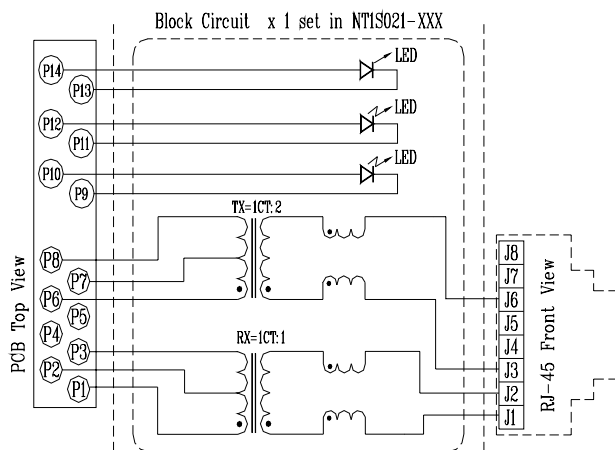 Block Circuit x 1 set in NT1S021-XXX
P14
LED
P13
P12
LED
P11
P10
LED
P9
TX=1CT:2
P8
P7
P6
P5
P4
P3
P2
P1
RX=1CT:1
J8
J7
J6
J5
J4
J3
J2
J1
PCB Top View
RJ-45 Front View